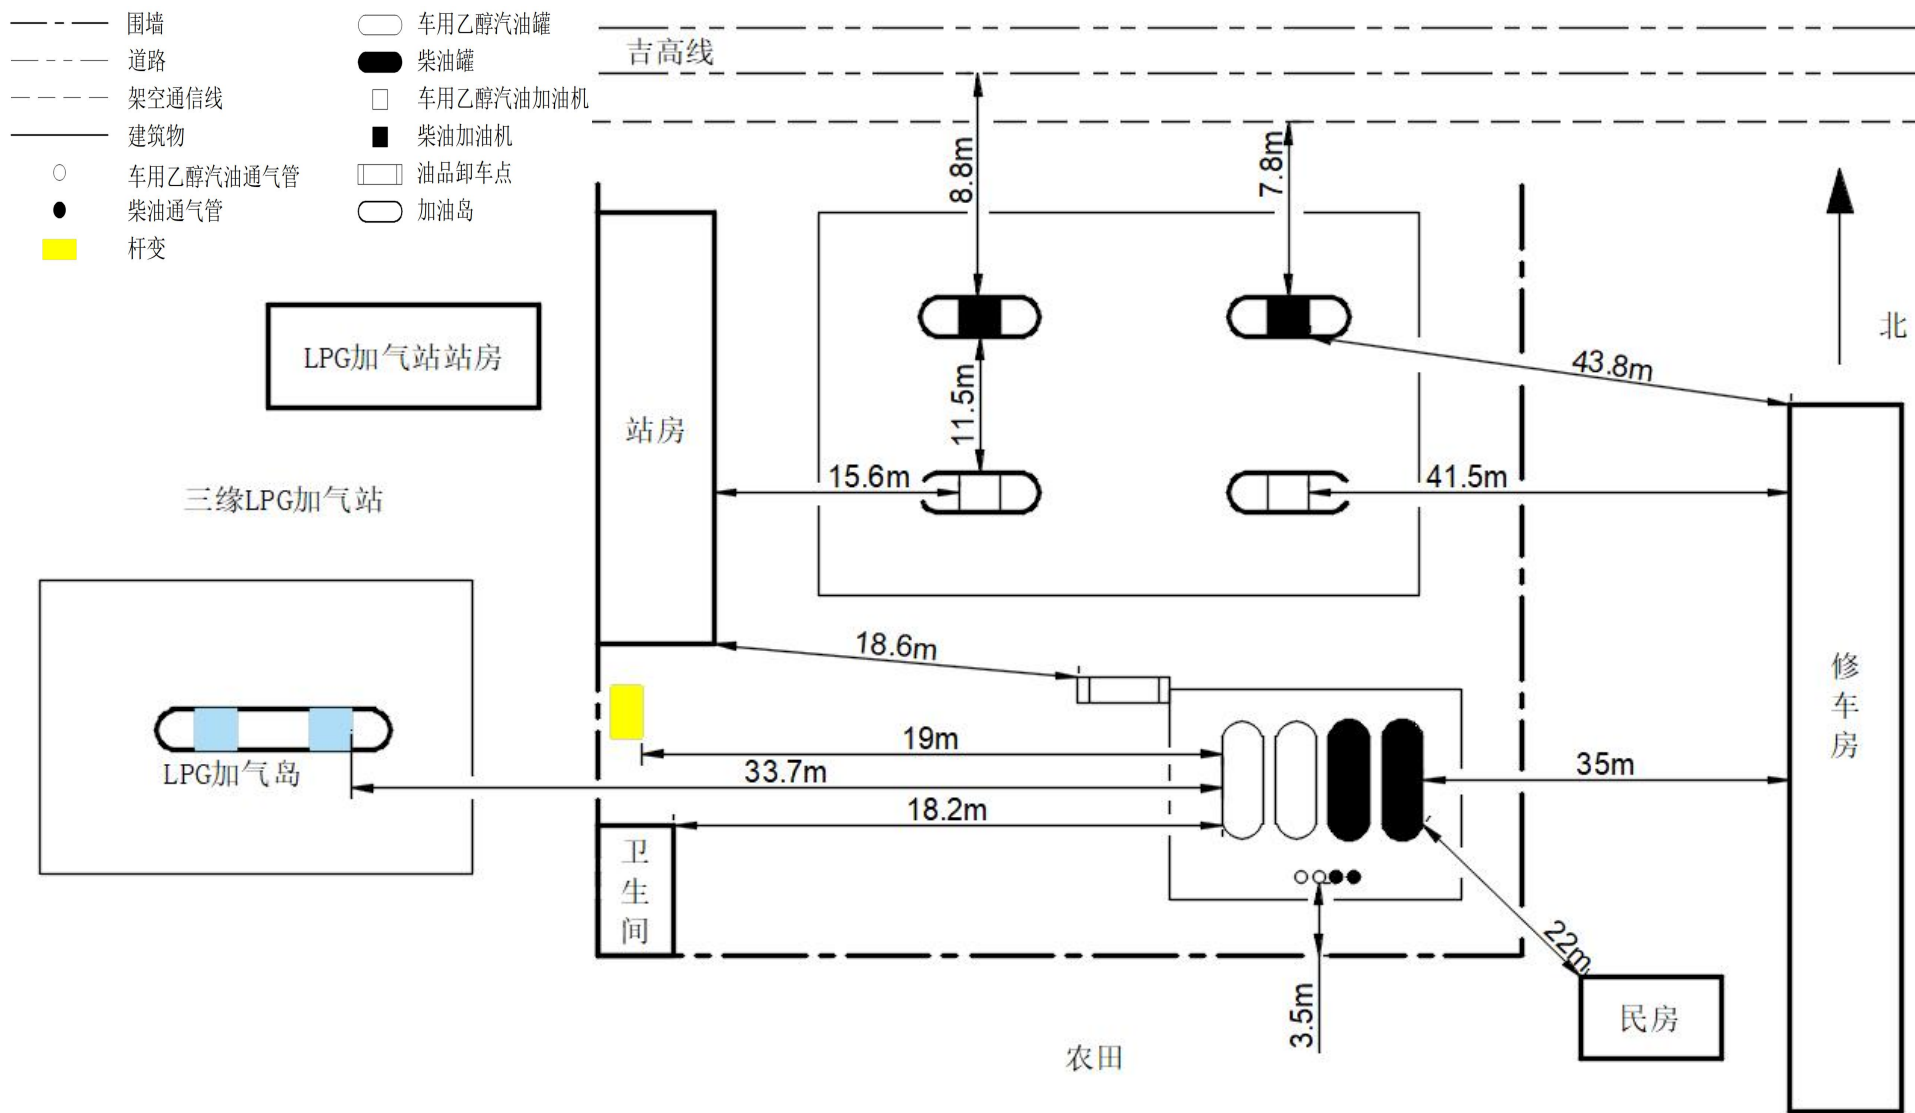 围墙
车用乙醇汽油罐
道路
柴油罐
架空通信线
车用乙醇汽油加油机
建筑物
柴油加油机
车用乙醇汽油通气管
油品卸车点
柴油通气管
加油岛
杆变
吉高线
8.8m
7.8m
北
LPG加气站站房
43.8m
11.5m
站房
15.6m
41.5m
三缘LPG加气站
18.6m
修车房
19m
LPG加气岛
33.7m
35m
18.2m
卫生间
22m
3.5m
民房
农田